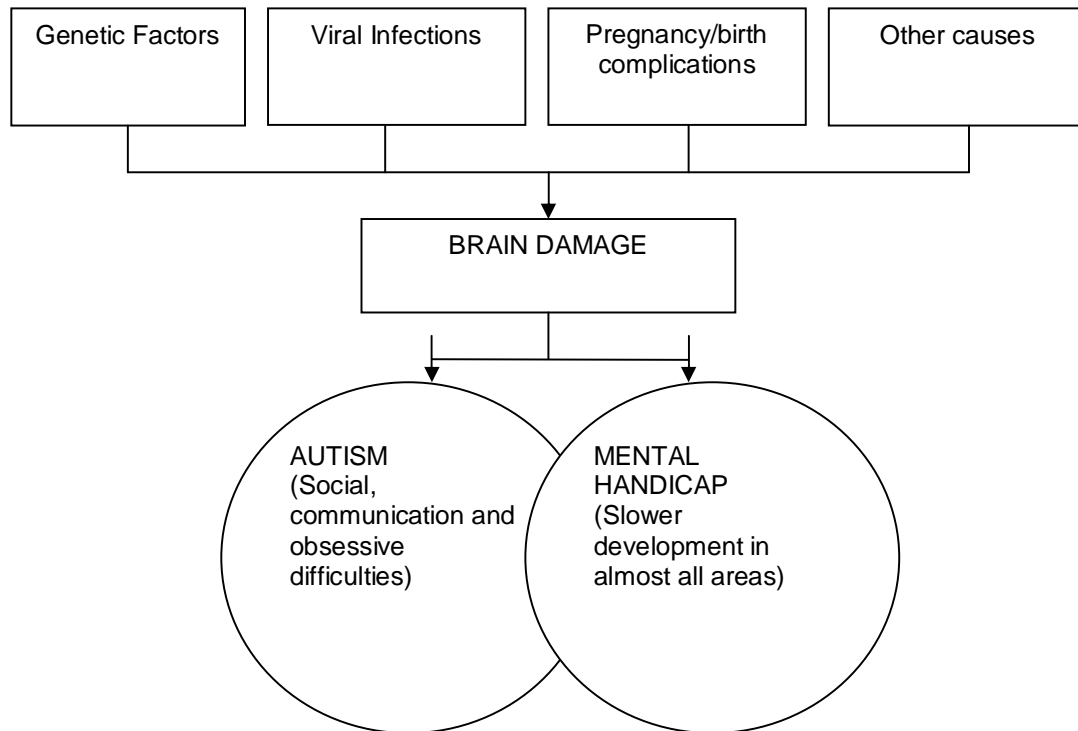 Genetic Factors
Viral Infections
Pregnancy/birth
complications
Other causes
BRAIN DAMAGE
AUTISM
(Social,
communication and
obsessive
difficulties)
MENTAL
HANDICAP
(Slower
development in
almost all areas)